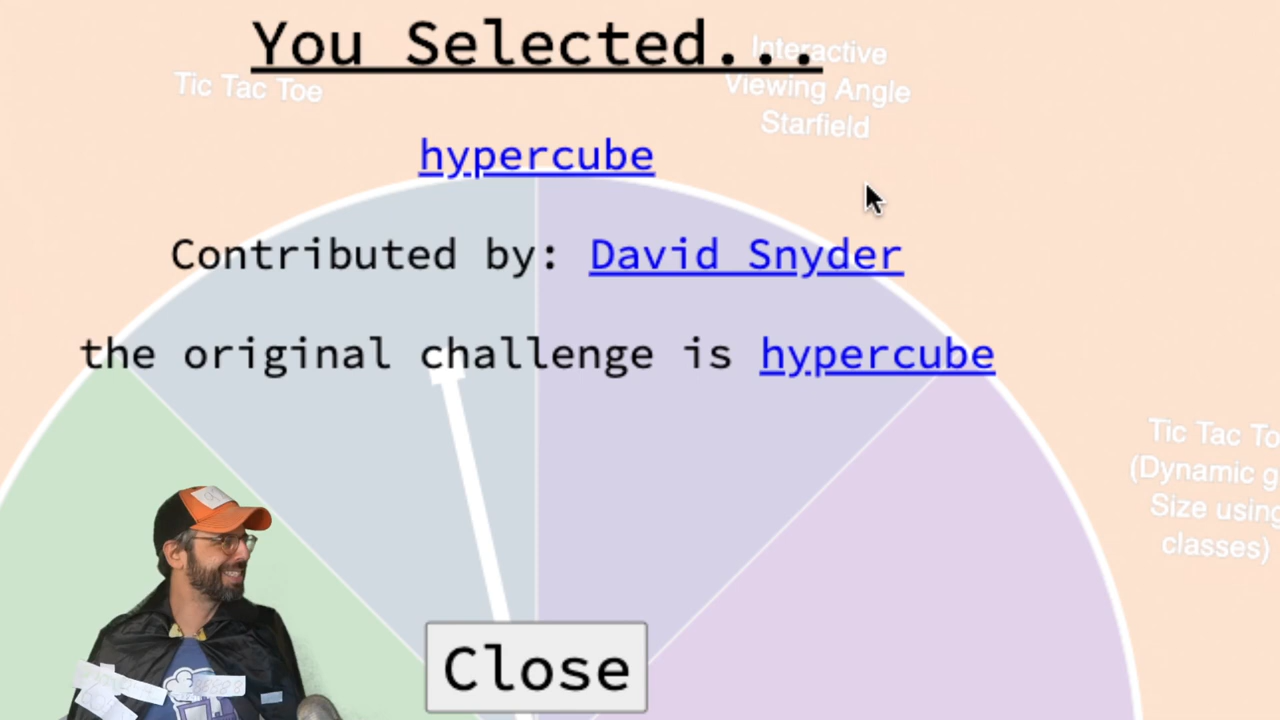 You Selected...
Tic Tac Toe
Interactive
Viewing Angle
Starfield
hypercube
Contributed by: David Snyder
the original challenge is hypercube
Tic Tac To
(Dynamic g
Size using
classes)
Close